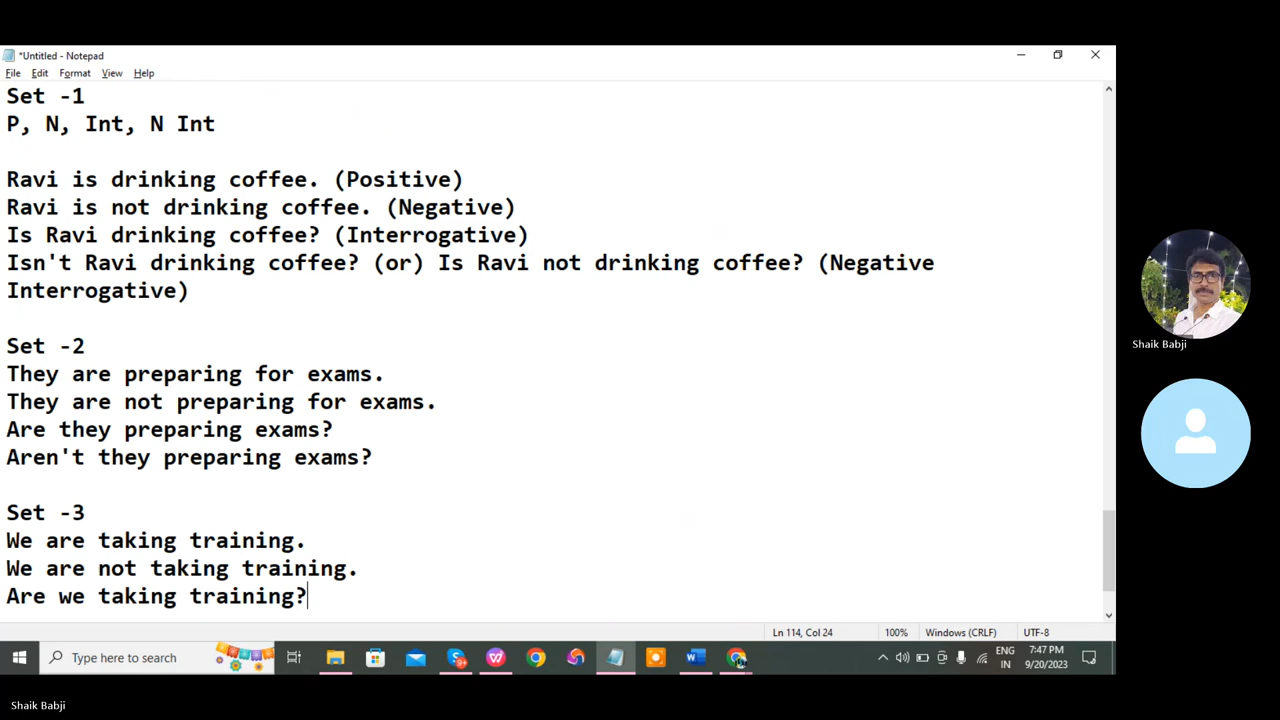 *Untitled - Notepad
File Edit Format View Help
Set -1
P, N, Int, N Int
Ravi is drinking coffee. (Positive)
Ravi is not drinking coffee. (Negative)
Is Ravi drinking coffee? (Interrogative)
Isn't Ravi drinking coffee? (or) Is Ravi not drinking coffee? (Negative
Interrogative)
Set -2
They are preparing for exams.
They are not preparing for exams.
Are they preparing exams?
Aren't they preparing exams?
Set -3
We are taking training.
We are not taking training.
Are we taking training?
Shaik Babji
Ln 114, Col 24 100% Windows (CRLF) UTF-8
Type here to search
ENG 7:47 PM
IN 9/20/2023
Shaik Babji